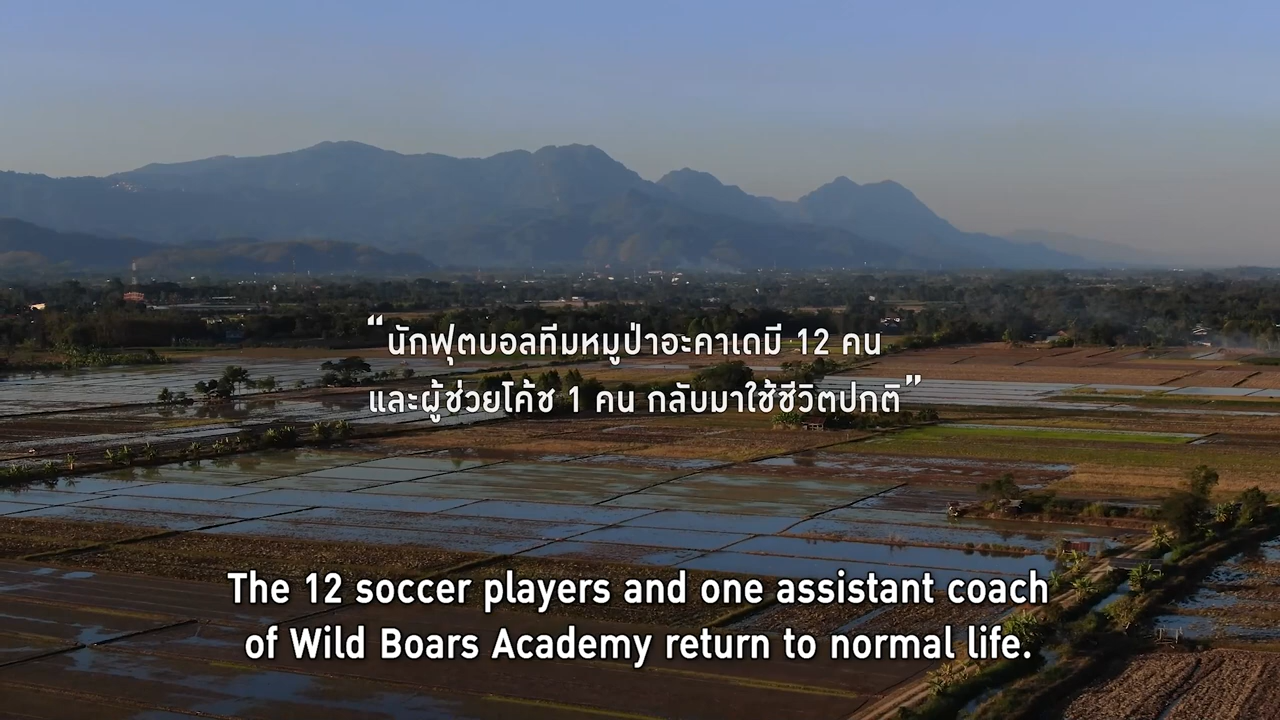 “นักฟุตบอลทีมหมูป่าอะคาเดมี 12 คน
และผู้ช่วยโค้ช 1 คน กลับมาใช้ชีวิตปกติ”
The 12 soccer players and one assistant coach
of Wild Boars Academy return to normal life.